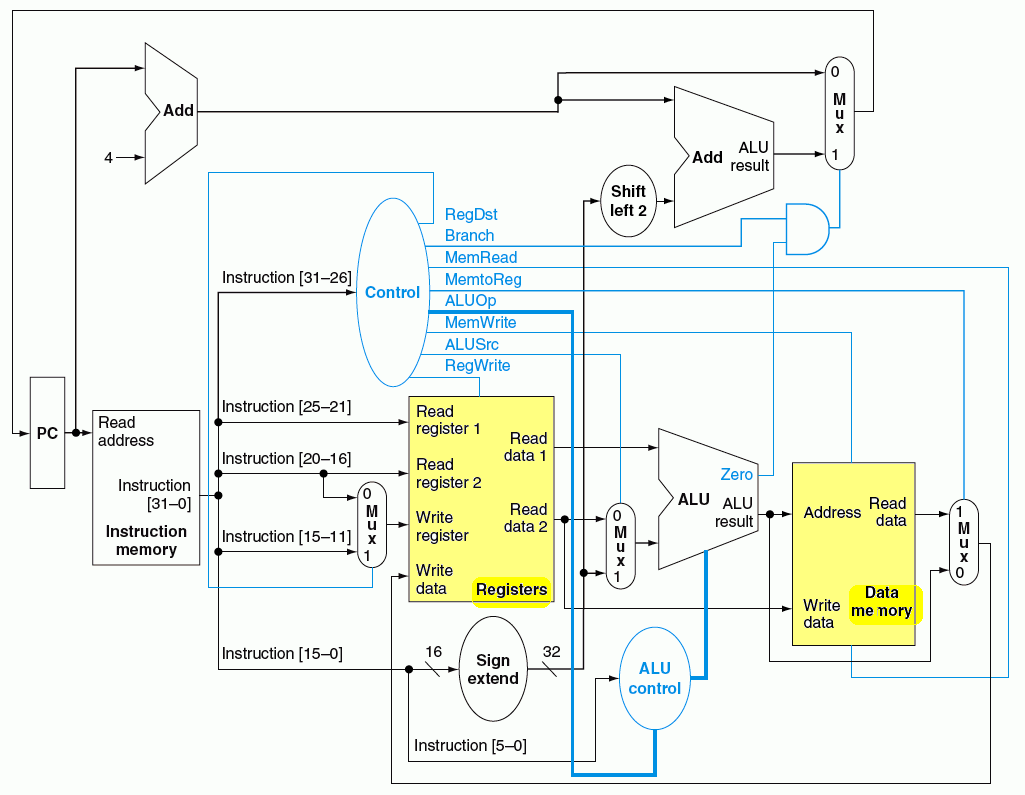 0
M
u
x
1
Add
4
Add
ALU
result
Shift
left 2
RegDst
Branch
MemRead
MemtoReg
ALUOp
MemWrite
ALUSrc
RegWrite
Control
Instruction [31–26]
Instruction [25–21]
Instruction [20–16]
Instruction [15–11]
Instruction [15–0]
Instruction [5–0]
PC
Read
address
Instruction
[31–0]
Instruction
memory
0
M
u
x
1
Read
register 1
Read
register 2
Write
register
Write
data
Read
data 1
Read
data 2
Registers
0
M
u
x
1
Zero
ALU
ALU
result
Address
Read
data
Write
data
Data
memory
1
M
u
x
0
16
Sign
extend
32
ALU
control